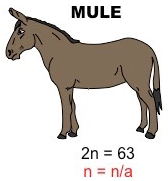 MULE
2n = 63
n = n/a